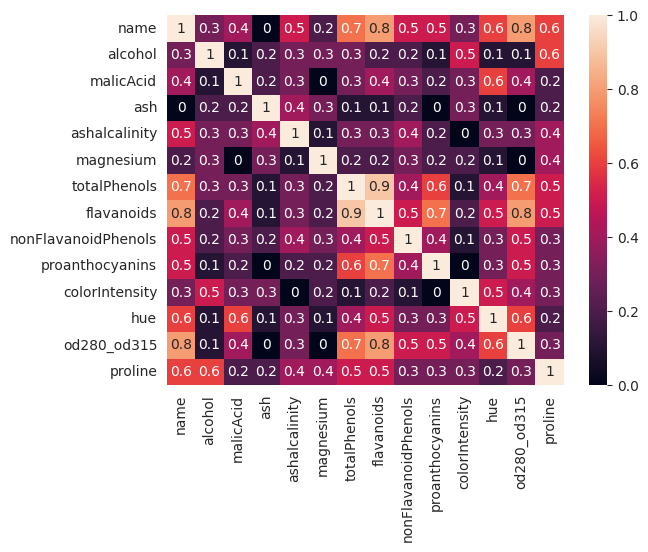 name 1 0.3 0.4 0 0.5 0.2 0.7 0.8 0.5 0.5 0.3 0.6 0.8 0.6
alcohol 0.3 1 0.1 0.2 0.3 0.3 0.3 0.2 0.2 0.1 0.5 0.1 0.1 0.6
malicAcid 0.4 0.1 1 0.2 0.3 0 0.3 0.4 0.3 0.2 0.3 0.6 0.4 0.2
ash 0 0.2 0.2 1 0.4 0.3 0.1 0.1 0.2 0 0.3 0.1 0 0.2
ashalcalinity 0.5 0.3 0.3 0.4 1 0.1 0.3 0.3 0.4 0.2 0 0.3 0.3 0.4
magnesium 0.2 0.3 0 0.3 0.1 1 0.2 0.2 0.3 0.2 0.2 0.1 0 0.4
totalPhenols 0.7 0.3 0.3 0.1 0.3 0.2 1 0.9 0.4 0.6 0.1 0.4 0.7 0.5
flavanoids 0.8 0.2 0.4 0.1 0.3 0.2 0.9 1 0.5 0.7 0.2 0.5 0.8 0.5
nonFlavanoidPhenols 0.5 0.2 0.3 0.2 0.4 0.3 0.4 0.5 1 0.4 0.1 0.3 0.5 0.3
proanthocyanins 0.5 0.1 0.2 0 0.2 0.2 0.6 0.7 0.4 1 0 0.3 0.5 0.3
colorIntensity 0.3 0.5 0.3 0.3 0 0.2 0.1 0.2 0.1 0 1 0.5 0.4 0.3
hue 0.6 0.1 0.6 0.1 0.3 0.1 0.4 0.5 0.3 0.3 0.5 1 0.6 0.2
od280_od315 0.8 0.1 0.4 0 0.3 0 0.7 0.8 0.5 0.5 0.4 0.6 1 0.3
proline 0.6 0.6 0.2 0.2 0.4 0.4 0.5 0.5 0.3 0.3 0.3 0.2 0.3 1
name
alcohol
malicAcid
ash
ashalcalinity
magnesium
totalPhenols
flavanoids
nonFlavanoidPhenols
proanthocyanins
colorIntensity
hue
od280_od315
proline
1.0
0.8
0.6
0.4
0.2
0.0